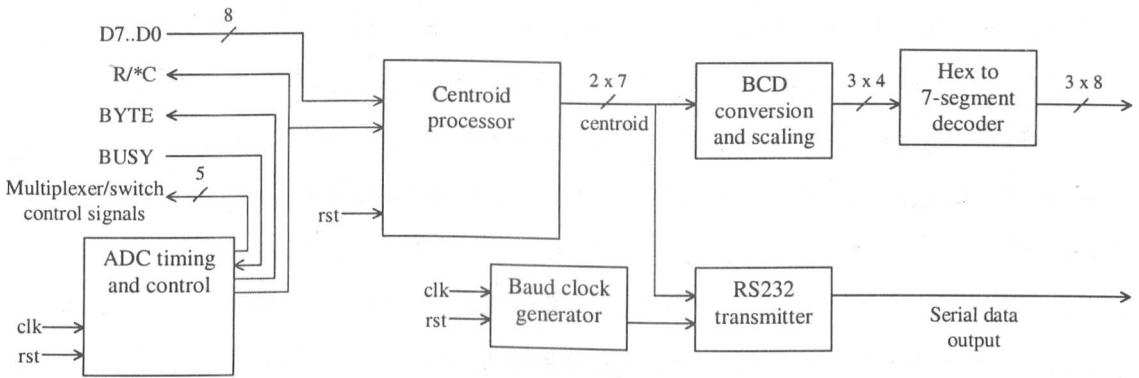 D7..D0
8
R/*C
BYTE
BUSY
Multiplexer/switch
control signals
5
ADC timing
and control
clk
rst
Centroid
processor
rst
2 x 7
centroid
BCD
conversion
and scaling
3 x 4
Hex to
7-segment
decoder
3 x 8
clk
rst
Baud clock
generator
RS232
transmitter
Serial data
output